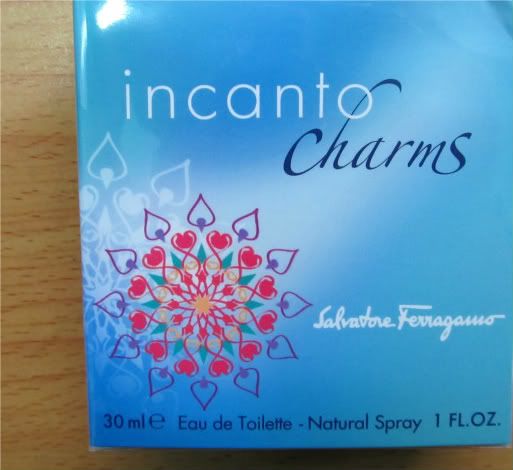 incanto
charms
Salvatore Ferragamo
30 ml ℮ Eau de Toilette - Natural Spray 1 FL.OZ.